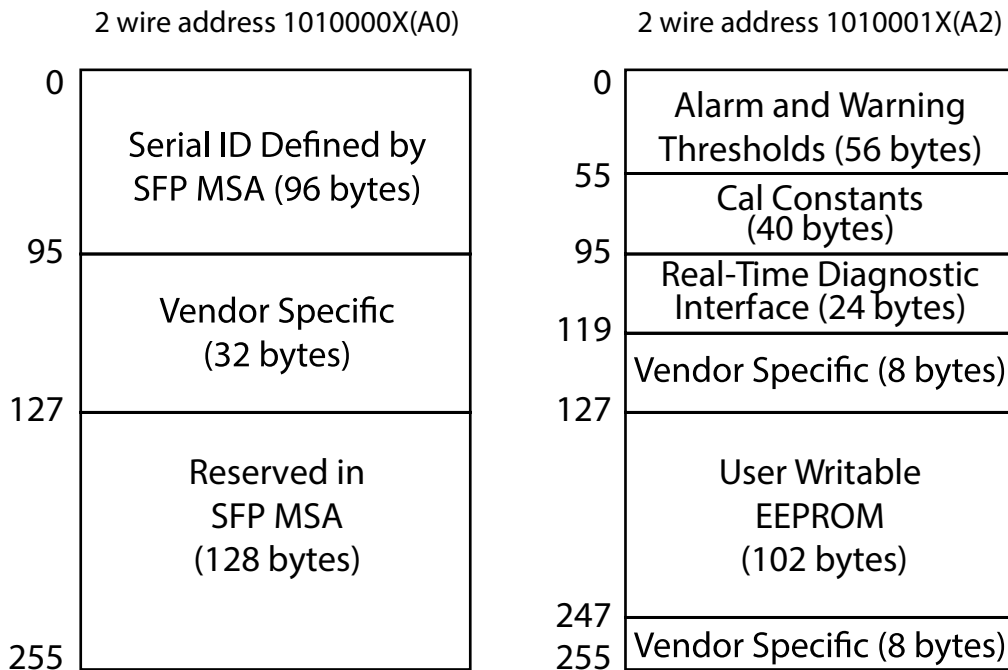 2 wire address 1010000X(A0)
0
Serial ID Defined by
SFP MSA (96 bytes)
95
Vendor Specific
(32 bytes)
127
Reserved in
SFP MSA
(128 bytes)
255
2 wire address 1010001X(A2)
0
Alarm and Warning
Thresholds (56 bytes)
55
Cal Constants
(40 bytes)
95
Real-Time Diagnostic
Interface (24 bytes)
119
Vendor Specific (8 bytes)
127
User Writable
EEPROM
(102 bytes)
247
Vendor Specific (8 bytes)
255